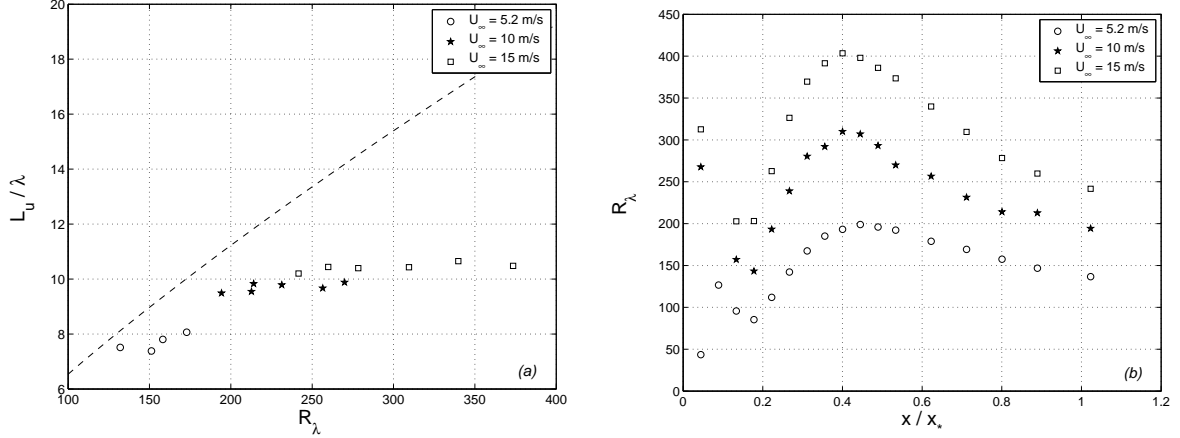 20
18
16
14
12
10
8
6
100
150
200
250
300
350
400
L_u / λ
R_λ
U_∞ = 5.2 m/s
U_∞ = 10 m/s
U_∞ = 15 m/s
(a)
450
400
350
300
250
200
150
100
50
0
0
0.2
0.4
0.6
0.8
1
1.2
R_λ
x / x_*
U_∞ = 5.2 m/s
U_∞ = 10 m/s
U_∞ = 15 m/s
(b)